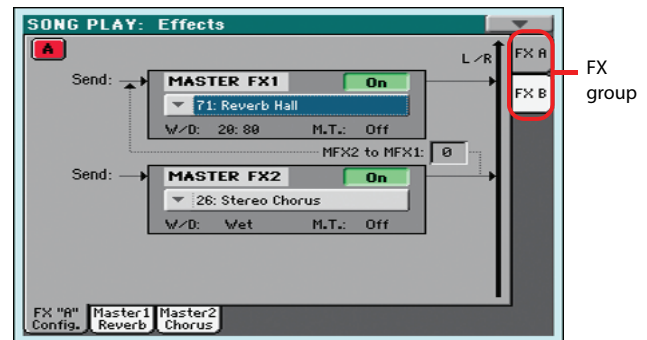 SONG PLAY: Effects
A
L/R
FX A
FX B
FX
group
Send:
MASTER FX1
On
71: Reverb Hall
W/D: 20:80 M.T.: Off
MFX2 to MFX1: 0
Send:
MASTER FX2
On
26: Stereo Chorus
W/D: Wet M.T.: Off
FX "A"
Config.
Master1
Reverb
Master2
Chorus